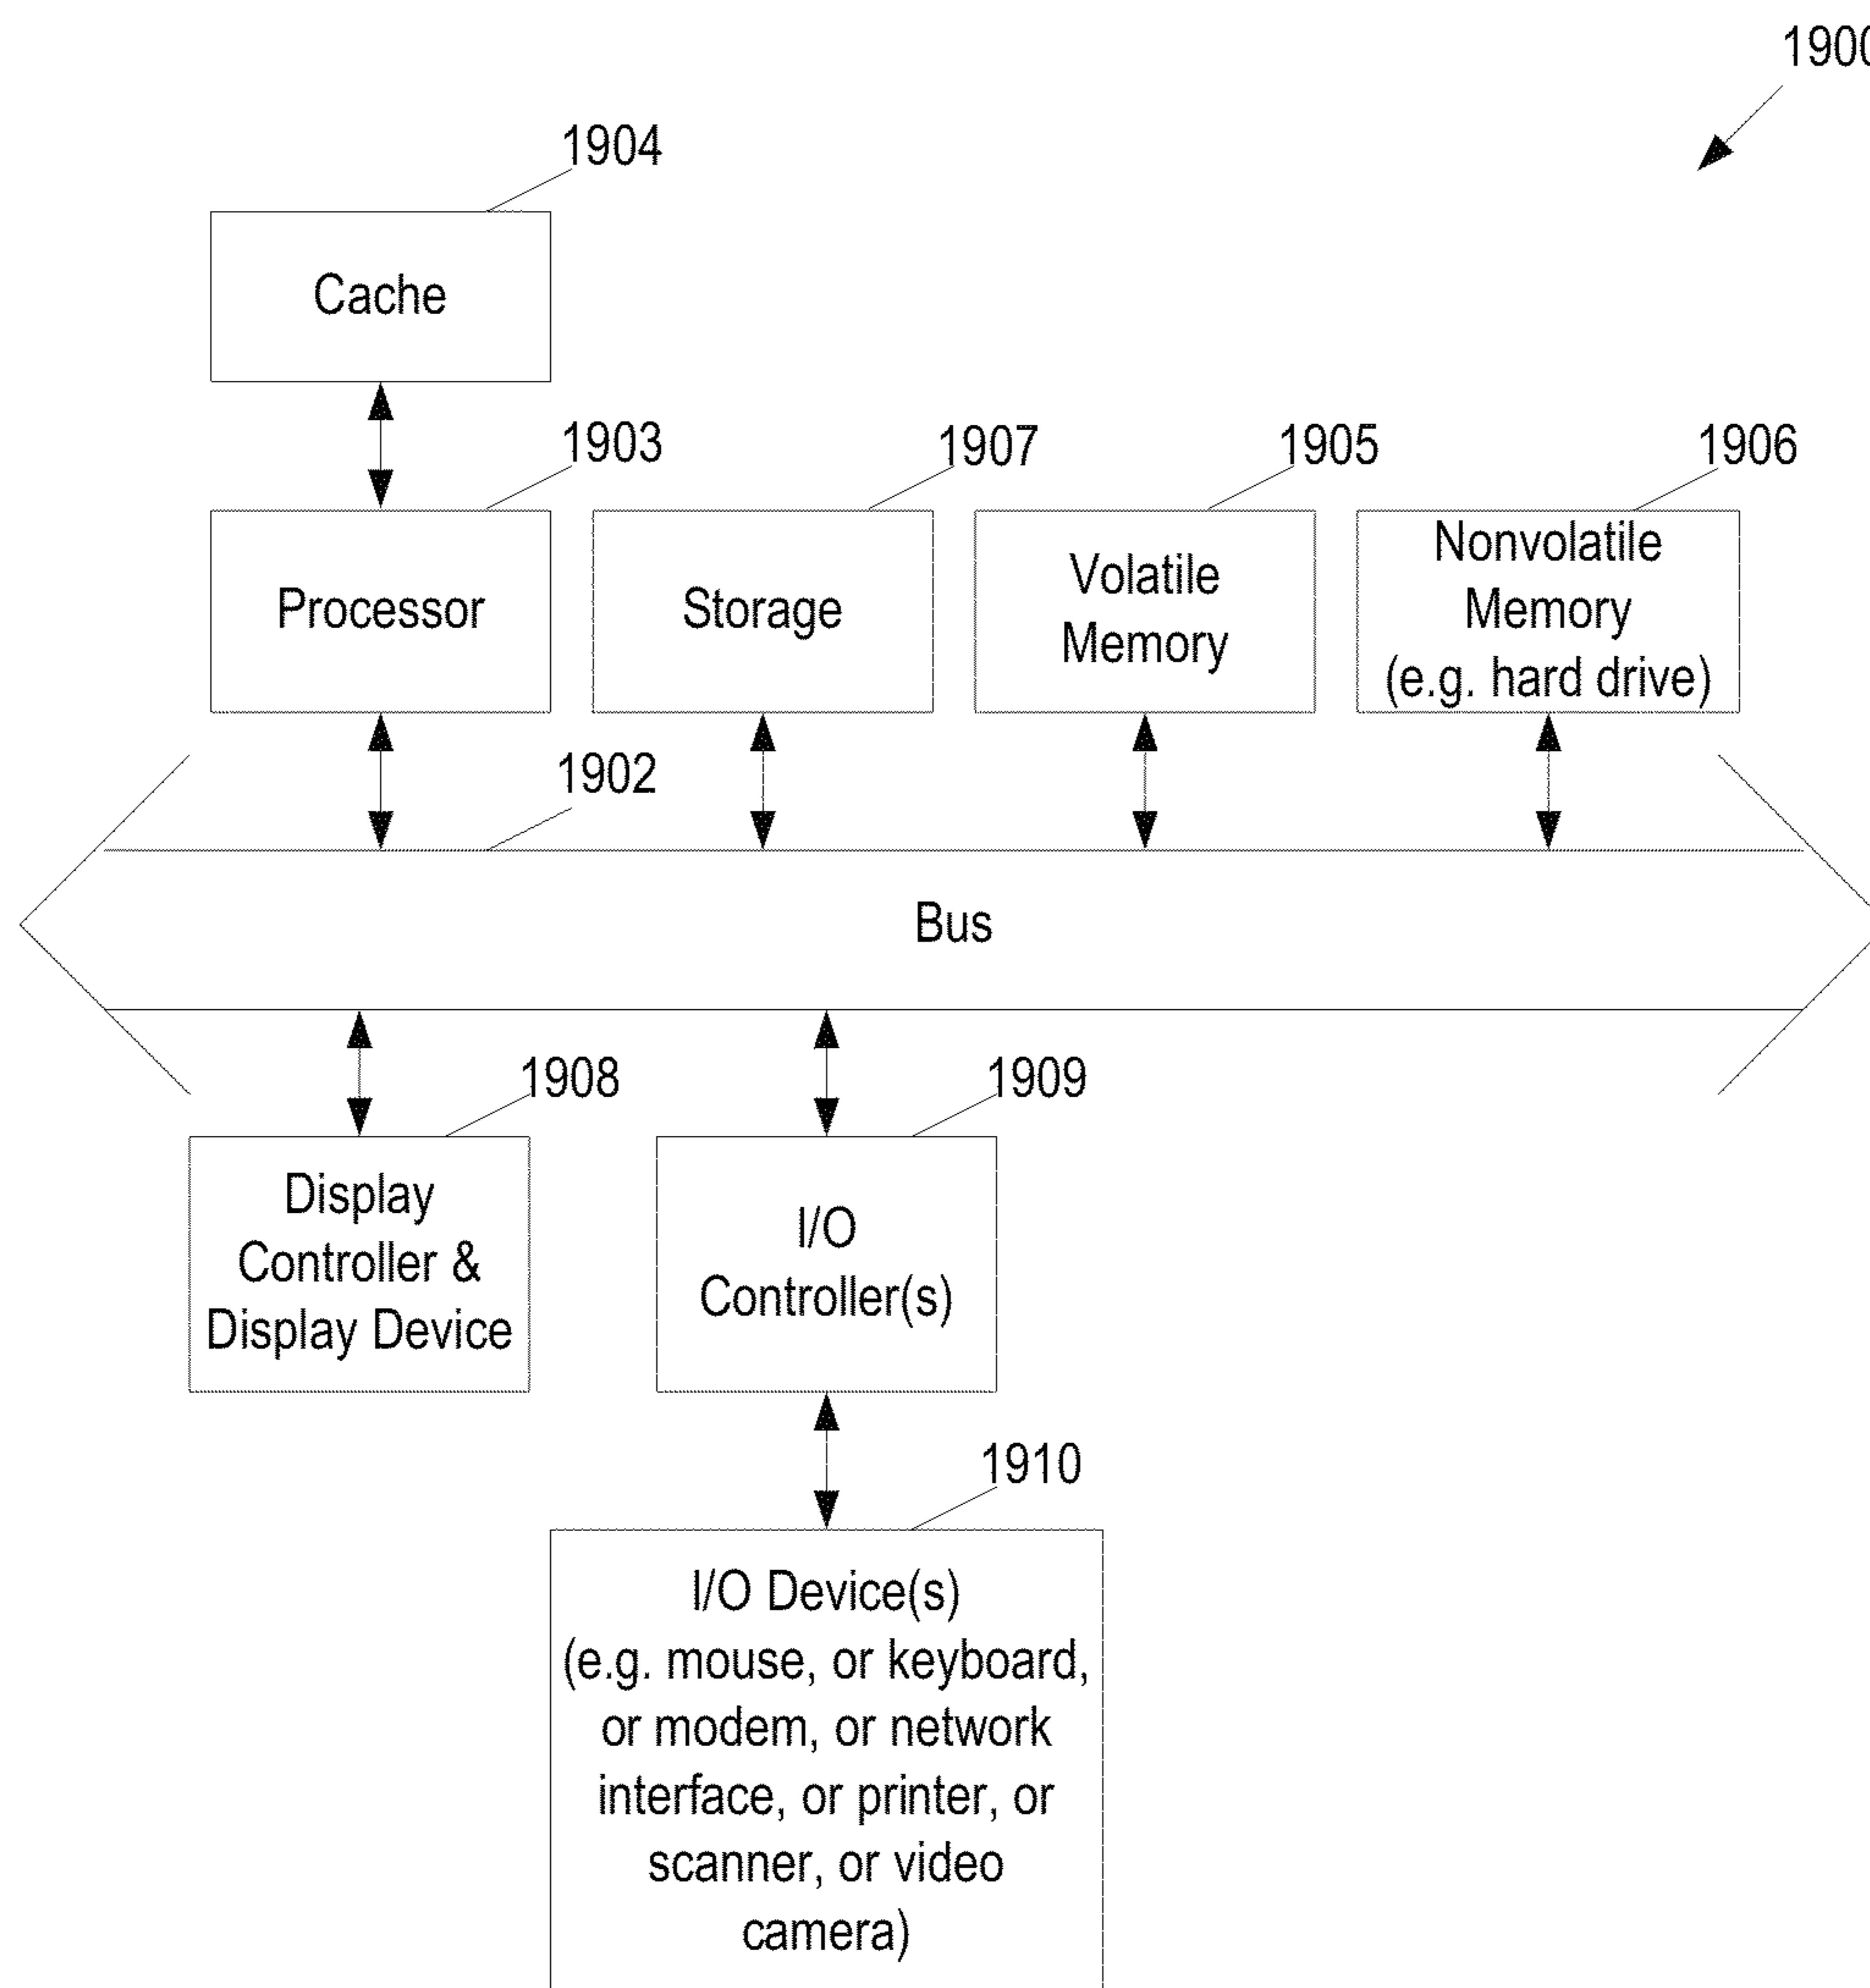 1900
1904
Cache
1903
1907
1905
1906
Processor
Storage
Volatile
Memory
Nonvolatile
Memory
(e.g. hard drive)
1902
Bus
1908
1909
Display
Controller &
Display Device
I/O
Controller(s)
1910
I/O Device(s)
(e.g. mouse, or keyboard,
or modem, or network
interface, or printer, or
scanner, or video
camera)